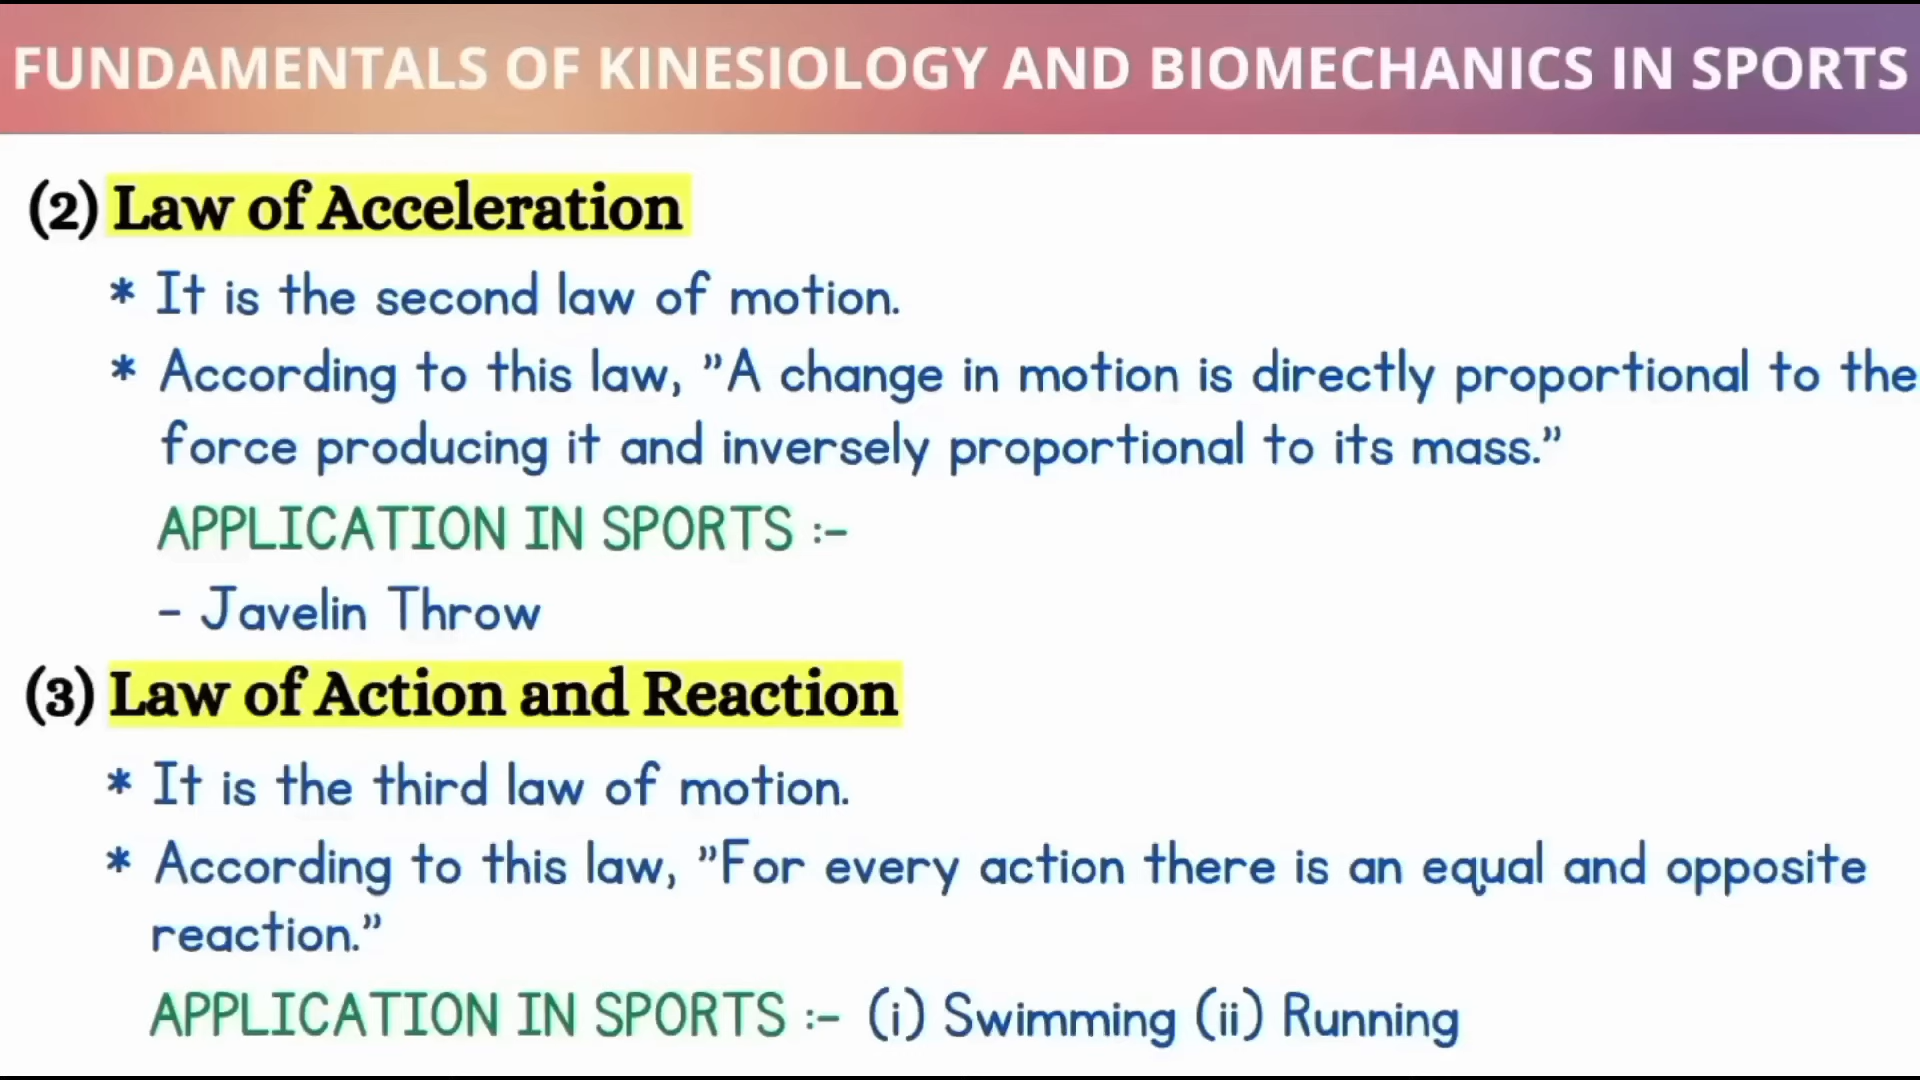 FUNDAMENTALS OF KINESIOLOGY AND BIOMECHANICS IN SPORTS
(2) Law of Acceleration
* It is the second law of motion.
* According to this law, ”A change in motion is directly proportional to the
force producing it and inversely proportional to its mass.”
APPLICATION IN SPORTS :-
- Javelin Throw
(3) Law of Action and Reaction
* It is the third law of motion.
* According to this law, ”For every action there is an equal and opposite
reaction.”
APPLICATION IN SPORTS :- (i) Swimming (ii) Running